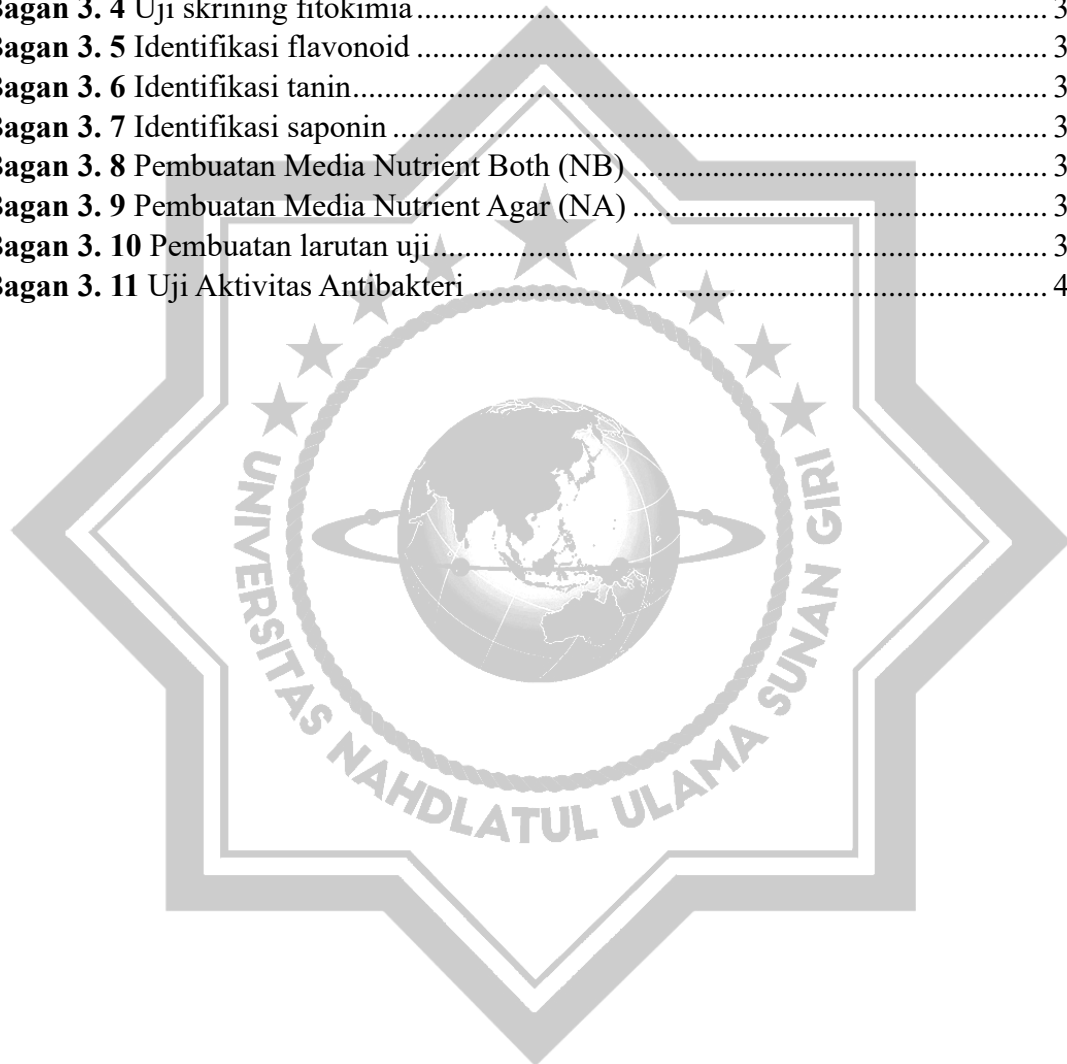 Bagan 3. 4 Uji skrining fitokimia........................................................................................ 3
Bagan 3. 5 Identifikasi flavonoid ........................................................................................ 3
Bagan 3. 6 Identifikasi tanin................................................................................................ 3
Bagan 3. 7 Identifikasi saponin ........................................................................................... 3
Bagan 3. 8 Pembuatan Media Nutrient Both (NB) ........................................................... 3
Bagan 3. 9 Pembuatan Media Nutrient Agar (NA) ........................................................... 3
Bagan 3. 10 Pembuatan larutan uji..................................................................................... 3
Bagan 3. 11 Uji Aktivitas Antibakteri ................................................................................ 4
UNIVERSITAS NAHDLATUL ULAMA SUNAN GIRI